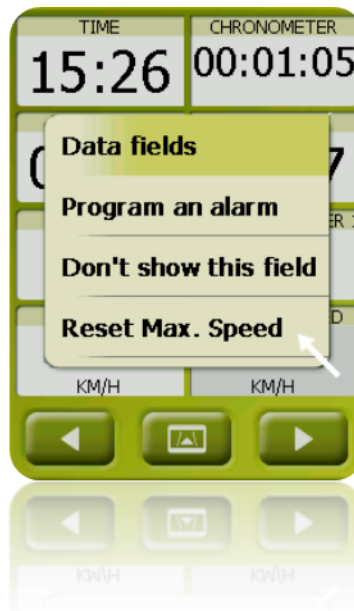 TIME CHRONOMETER
15:26 00:01:05
Data fields
Program an alarm
ER
Don't show this field
Reset Max. Speed
D
KM/H KM/H